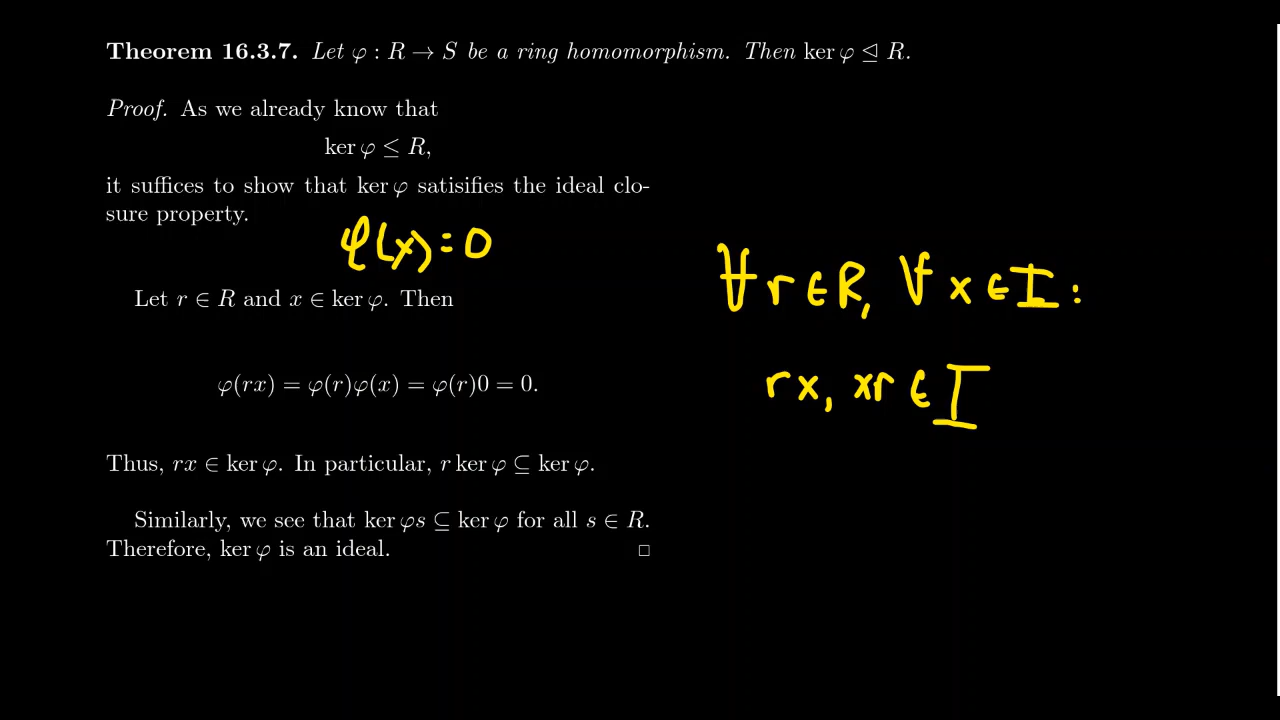 Theorem 16.3.7. Let φ : R → S be a ring homomorphism. Then ker φ ⊴ R.
Proof. As we already know that
ker φ ≤ R,
it suffices to show that ker φ satisifies the ideal clo-
sure property.
φ(x) = 0
∀ r ∈ R, ∀ x ∈ I :
Let r ∈ R and x ∈ ker φ. Then
rx, xr ∈ I
φ(rx) = φ(r)φ(x) = φ(r)0 = 0.
Thus, rx ∈ ker φ. In particular, r ker φ ⊆ ker φ.
Similarly, we see that ker φs ⊆ ker φ for all s ∈ R.
Therefore, ker φ is an ideal. □